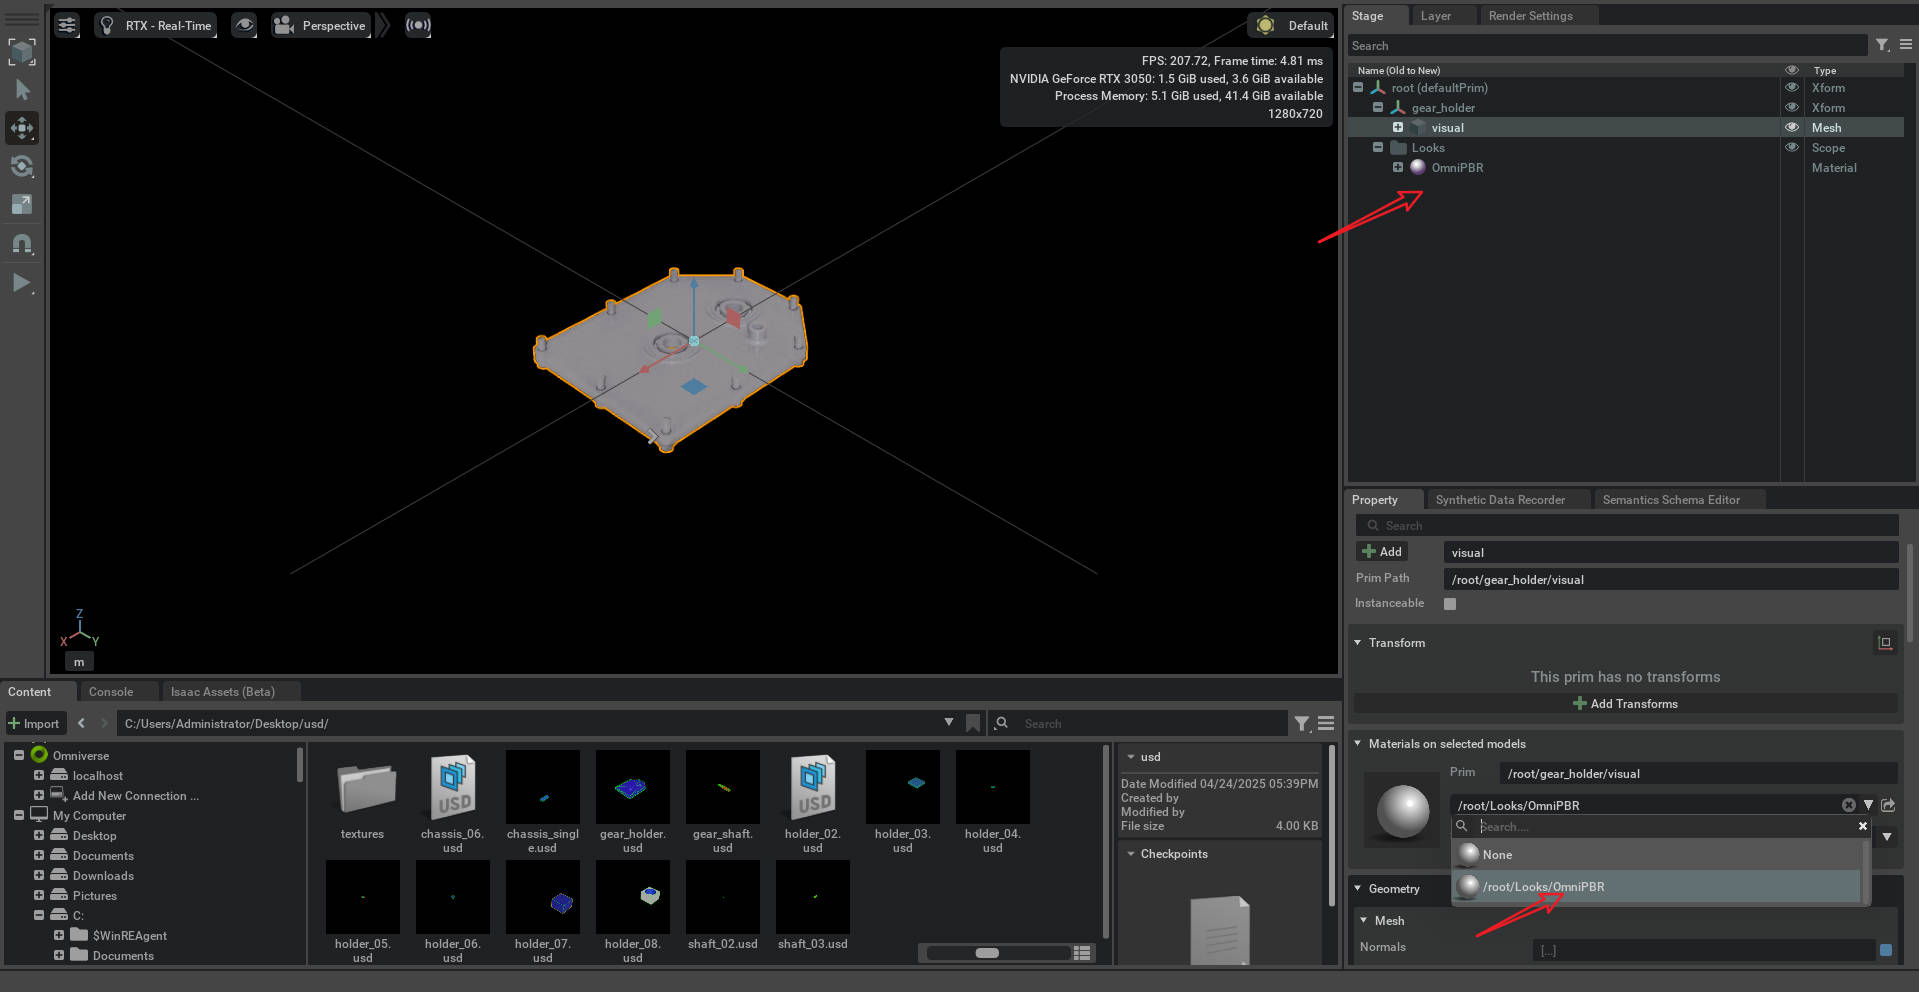 RTX - Real-Time
Perspective
Default
FPS: 207.72, Frame time: 4.81 ms
NVIDIA GeForce RTX 3050: 1.5 GiB used, 3.6 GiB available
Process Memory: 5.1 GiB used, 41.4 GiB available
1280x720
Z
X
Y
m
Stage
Layer
Render Settings
Search
Name (Old to New)
Type
root (defaultPrim)
Xform
gear_holder
Xform
visual
Mesh
Looks
Scope
OmniPBR
Material
Property
Synthetic Data Recorder
Semantics Schema Editor
Search
Add
visual
Prim Path
/root/gear_holder/visual
Instanceable
Transform
This prim has no transforms
Add Transforms
Materials on selected models
Prim
/root/gear_holder/visual
/root/Looks/OmniPBR
Search....
None
/root/Looks/OmniPBR
Geometry
Mesh
Normals
[...]
Content
Console
Isaac Assets (Beta)
Import
C:/Users/Administrator/Desktop/usd/
Search
Omniverse
localhost
Add New Connection ...
My Computer
Desktop
Documents
Downloads
Pictures
C:
$WinREAgent
Documents
USD
USD
textures
chassis_06.
usd
chassis_singl
e.usd
gear_holder.
usd
gear_shaft.
usd
holder_02.
usd
holder_03.
usd
holder_04.
usd
holder_05.
usd
holder_06.
usd
holder_07.
usd
holder_08.
usd
shaft_02.usd
shaft_03.usd
usd
Date Modified 04/24/2025 05:39PM
Created by
Modified by
File size
4.00 KB
Checkpoints